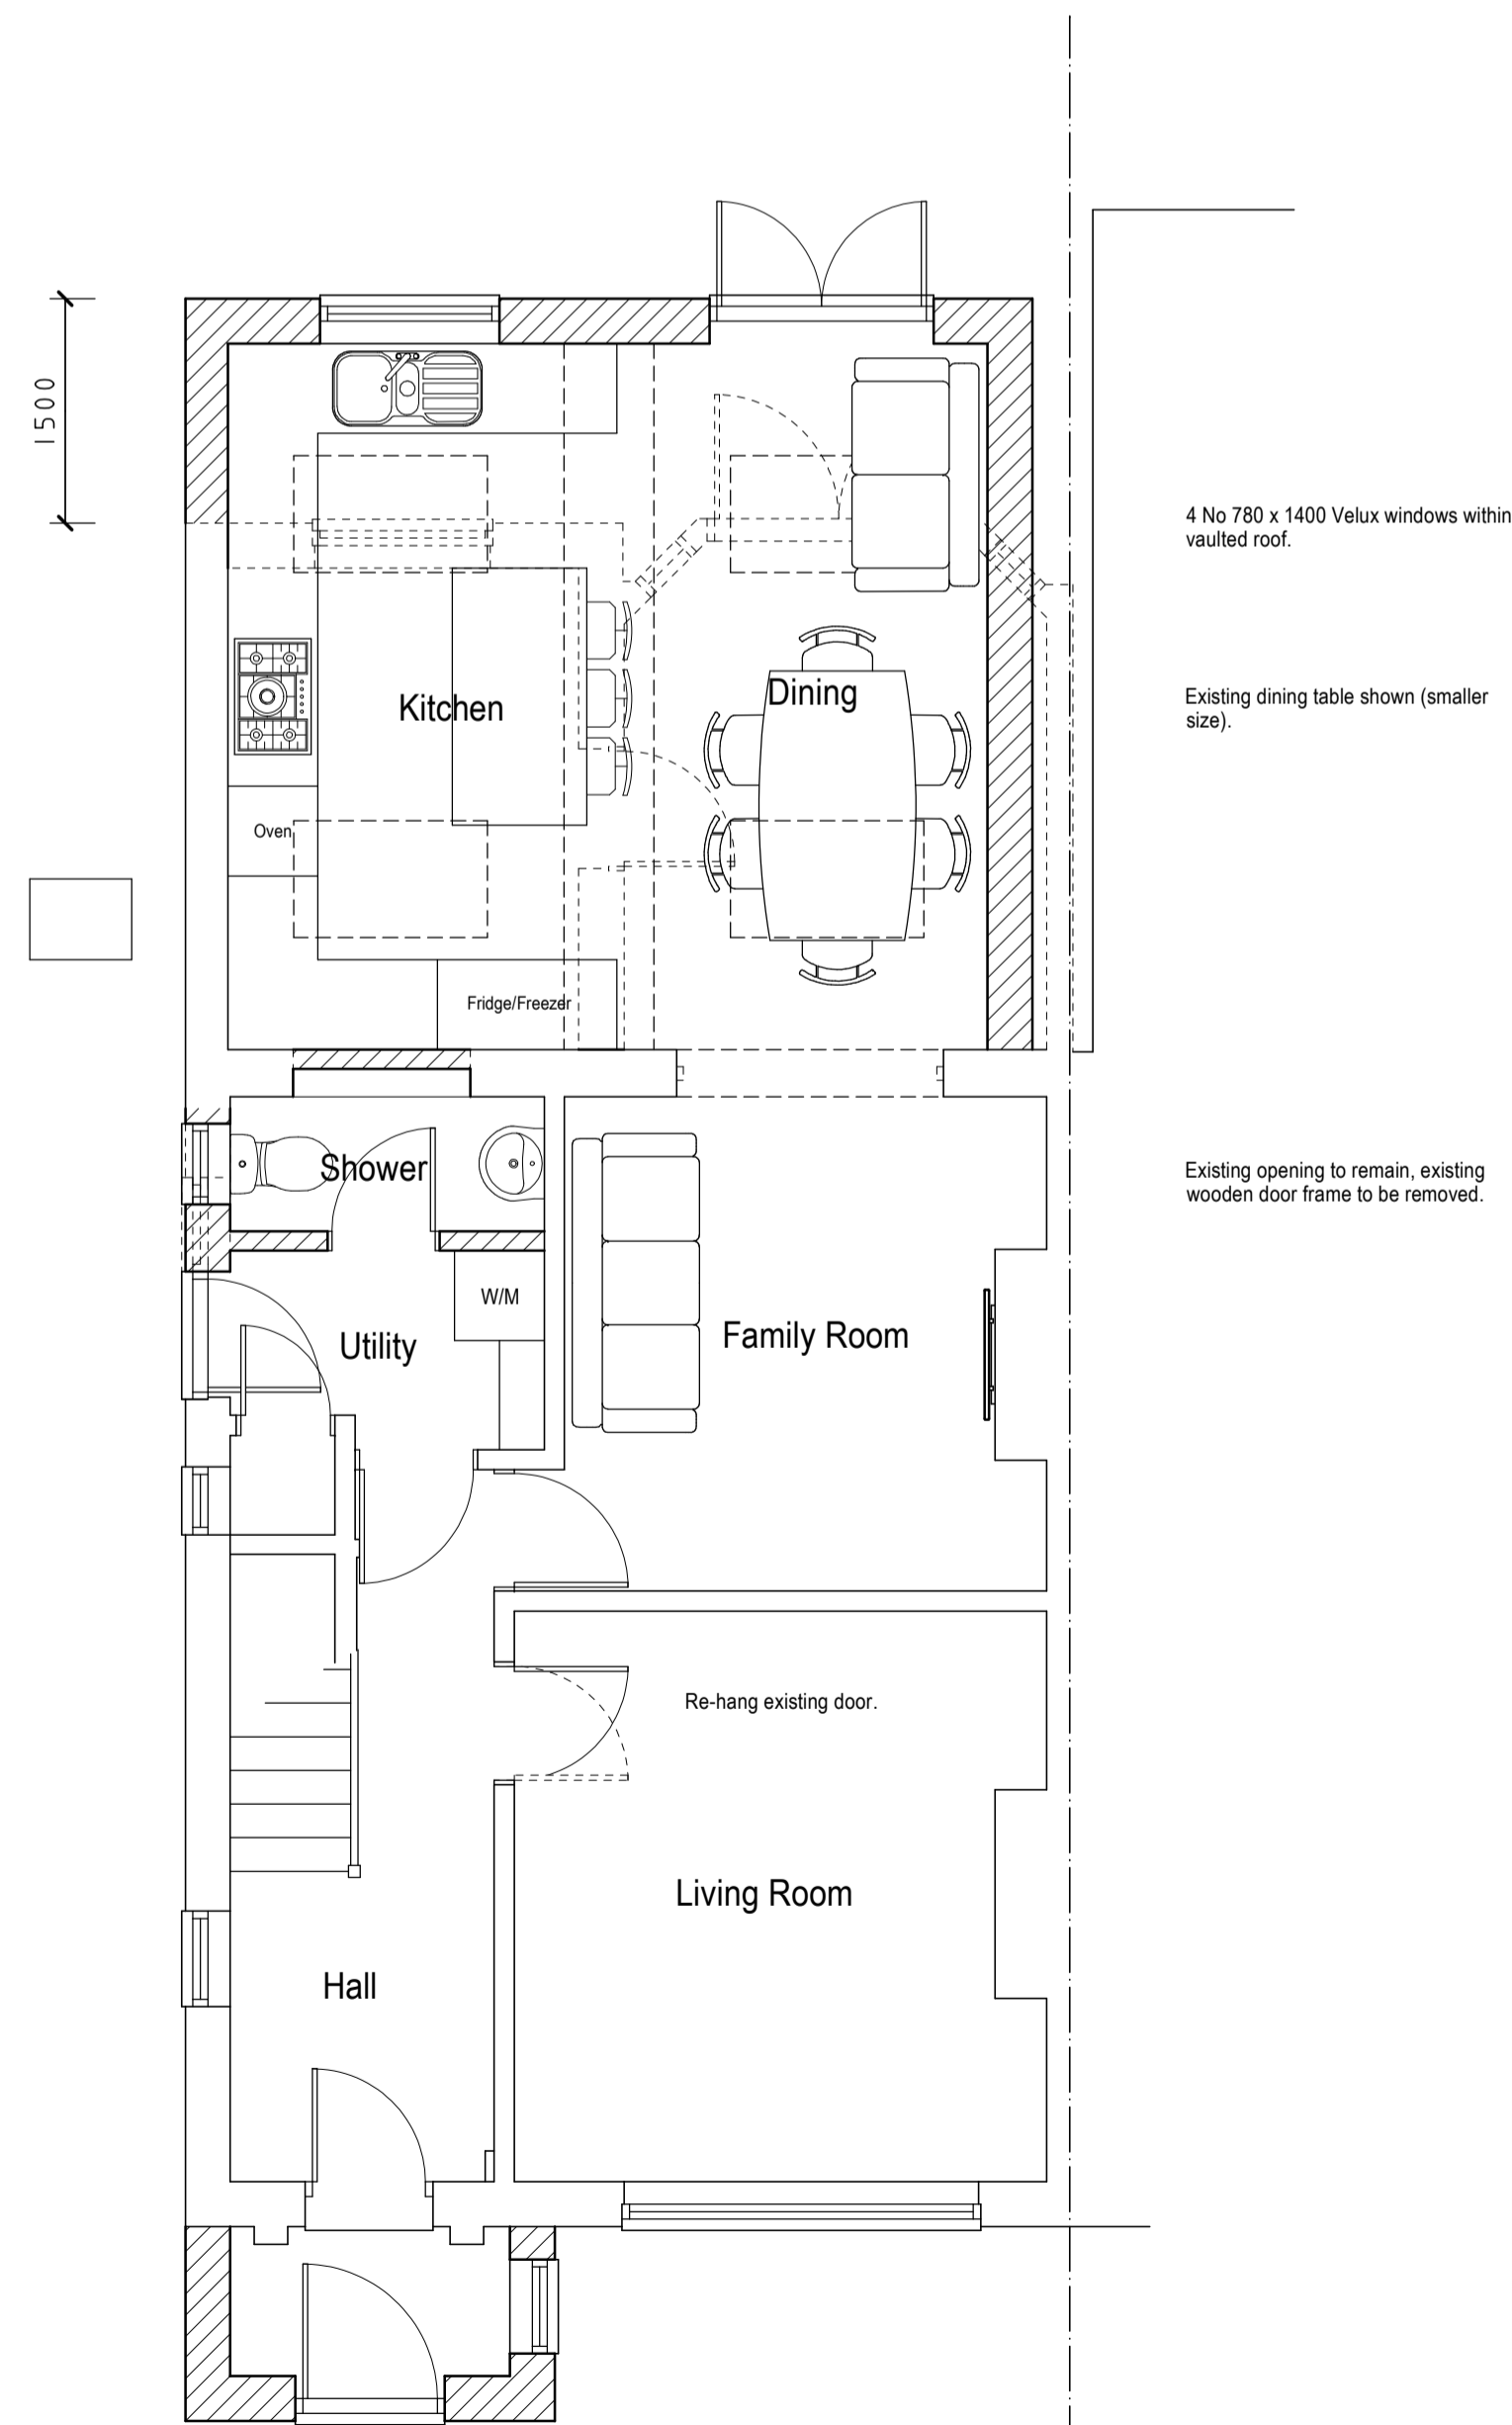 1500
4 No 780 x 1400 Velux windows within
vaulted roof.
Kitchen
Dining
Existing dining table shown (smaller
size).
Oven
Fridge/Freezer
Shower
Existing opening to remain, existing
wooden door frame to be removed.
W/M
Utility
Family Room
Re-hang existing door.
Living Room
Hall